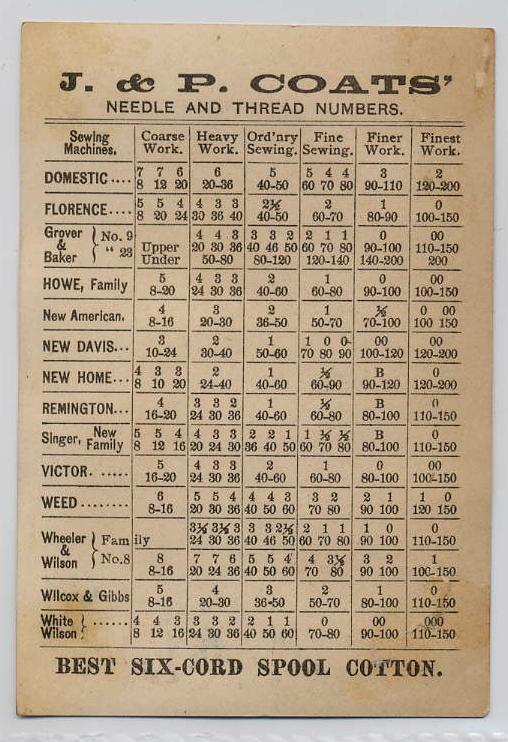 J. & P. COATS'
NEEDLE AND THREAD NUMBERS.
Sewing Machines. Coarse Work. Heavy Work. Ord'nry Sewing. Fine Sewing. Finer Work. Finest Work.
7 7 6 6 5 5 4 4 3 2
DOMESTIC .... 8 12 20 20-36 40-50 60 70 80 90-110 120-200
5 5 4 4 3 3 2½ 2 1 0
FLORENCE .... 8 20 24 30 36 40 40-50 60-70 80-90 100-150
Grover & Baker } No. 9 4 4 3 3 3 2 2 1 1 0 00
" 23 Upper 20 30 36 40 46 50 60 70 80 90-100 110-150
Under 50-80 80-120 120-140 140-200 200
5 4 3 3 2 1 0 00
HOWE, Family 8-20 24 30 36 40-60 60-80 90-100 100-150
4 3 2 1 ½ 0 00
New American. 8-16 20-30 36-50 50-70 70-100 100 150
3 2 1 1 0 0 00 00
NEW DAVIS... 10-24 30-40 50-60 70 80 90 100-120 120-200
4 3 3 2 1 ½ B 0
NEW HOME... 8 10 20 24-40 40-60 60-90 90-120 120-200
4 3 3 2 1 ½ B 0
REMINGTON... 16-20 24 30 36 40-60 60-80 80-100 110-150
5 5 4 4 3 3 2 2 1 1 ½ ½ B 0
Singer, New Family 8 12 16 20 24 30 36 40 50 60 70 80 80-100 110-150
5 4 3 3 2 1 0 00
VICTOR. ..... 16-20 24 30 36 40-60 60-80 80-100 100-150
6 5 5 4 4 4 3 3 2 2 1 1 0
WEED ........ 8-16 20 30 36 40 50 60 70 80 90 100 120 150
Wheeler & Wilson } Family 3½ 3½ 3 3 3 2½ 2 1 1 1 0 0
24 30 36 40 46 50 60 70 80 90 100 110-150
No.8 8 7 7 6 5 5 4 4 3½ 3 2 1
8-16 20 24 36 40 50 60 70 80 90 100 100-150
5 4 3 2 1 0
Wilcox & Gibbs 8-16 20-30 36-50 50-70 80-100 110-150
White Wilson } ...... 4 4 3 3 3 2 2 1 1 0 00 000
8 12 16 24 30 36 40 50 60 70-80 90-100 110-150
BEST SIX-CORD SPOOL COTTON.